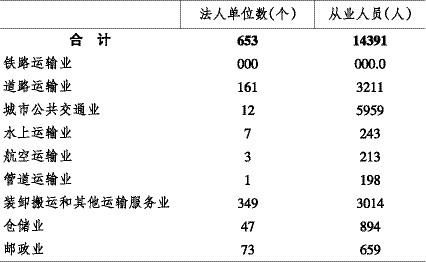 法人单位数(个) 从业人员(人)
合 计 653 14391
铁路运输业 000 000.0
道路运输业 161 3211
城市公共交通业 12 5959
水上运输业 7 243
航空运输业 3 213
管道运输业 1 198
装卸搬运和其他运输服务业 349 3014
仓储业 47 894
邮政业 73 659